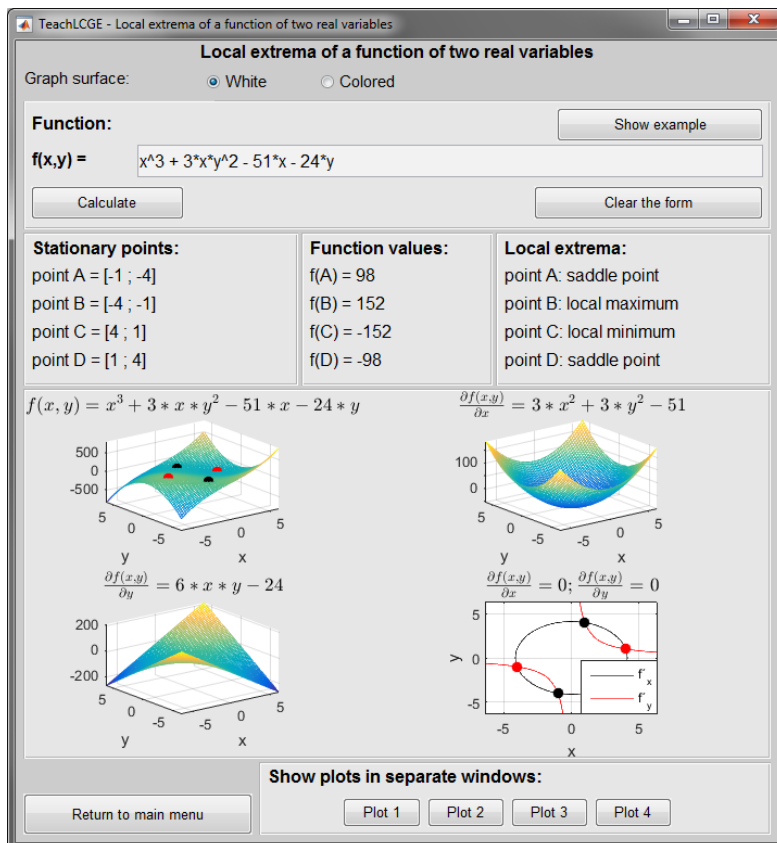 TeachLCGE - Local extrema of a function of two real variables
Local extrema of a function of two real variables
Graph surface: White Colored
Function: Show example
f(x,y) = x^3 + 3*x*y^2 - 51*x - 24*y
Calculate Clear the form
Stationary points: Function values: Local extrema:
point A = [-1 ; -4] f(A) = 98 point A: saddle point
point B = [-4 ; -1] f(B) = 152 point B: local maximum
point C = [4 ; 1] f(C) = -152 point C: local minimum
point D = [1 ; 4] f(D) = -98 point D: saddle point
f(x, y) = x³ + 3 * x * y² − 51 * x − 24 * y
∂f(x,y)/∂x = 3 * x² + 3 * y² − 51
500
0
-500
5
0
-5
y
-5
0
5
x
100
0
5
0
-5
y
-5
0
5
x
∂f(x,y)/∂y = 6 * x * y − 24
∂f(x,y)/∂x = 0; ∂f(x,y)/∂y = 0
200
0
-200
5
0
-5
y
-5
0
5
x
5
0
-5
y
-5
0
5
x
f'x
f'y
Show plots in separate windows:
Return to main menu Plot 1 Plot 2 Plot 3 Plot 4